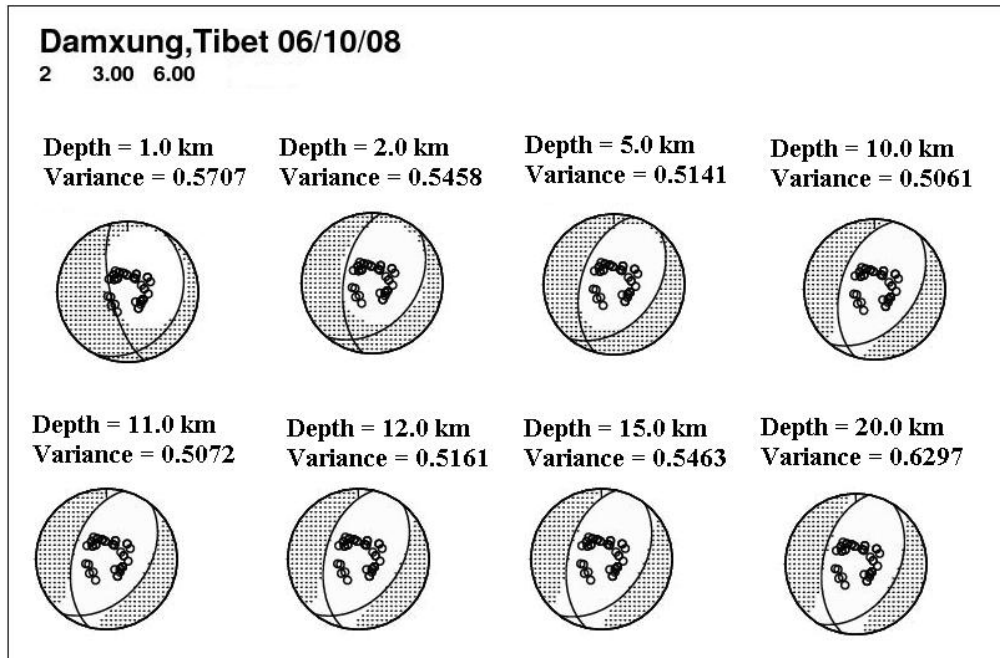 Damxung,Tibet 06/10/08
2 3.00 6.00
Depth = 1.0 km
Variance = 0.5707
Depth = 2.0 km
Variance = 0.5458
Depth = 5.0 km
Variance = 0.5141
Depth = 10.0 km
Variance = 0.5061
Depth = 11.0 km
Variance = 0.5072
Depth = 12.0 km
Variance = 0.5161
Depth = 15.0 km
Variance = 0.5463
Depth = 20.0 km
Variance = 0.6297